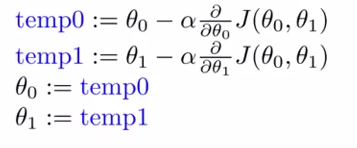 temp0 := θ₀ − α ∂/∂θ₀ J(θ₀, θ₁)
temp1 := θ₁ − α ∂/∂θ₁ J(θ₀, θ₁)
θ₀ := temp0
θ₁ := temp1